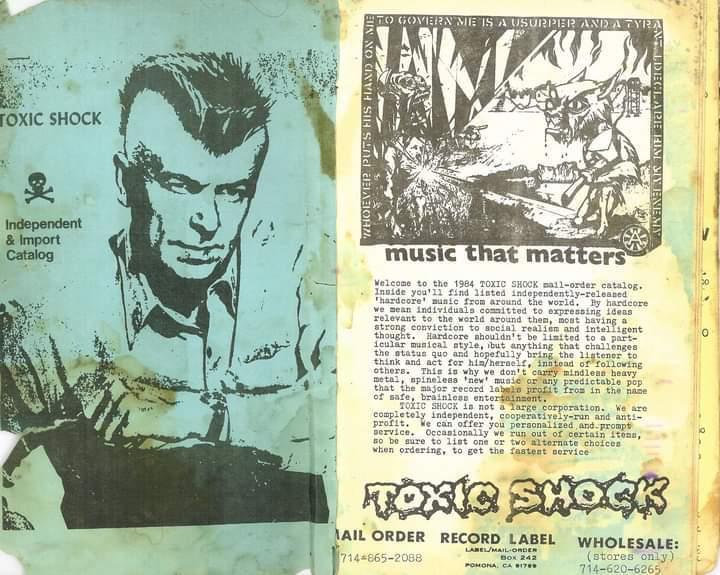 TOXIC SHOCK
Independent
& Import
Catalog
WHOEVER PUTS HIS HAND ON ME
TO GOVERN ME IS A USURPER AND A TYRANT
I DECLARE HIM MY ENEMY
music that matters
Welcome to the 1984 TOXIC SHOCK mail-order catalog.
Inside you'll find listed independently-released
'hardcore' music from around the world. By hardcore
we mean individuals committed to expressing ideas
relevant to the world around them, most having a
strong conviction to social realism and intelligent
thought. Hardcore shouldn't be limited to a part-
icular musical style, but anything that challenges
the status quo and hopefully bring the listener to
think and act for him/herself, instead of following
others. This is why we don't carry mindless heavy
metal, spineless 'new' music or any predictable pop
that the major record labels profit from in the name
of safe, brainless entertainment.
TOXIC SHOCK is not a large corporation. We are
completely independent, cooperatively-run and anti-
profit. We can offer you personalized and prompt
service. Occasionally we run out of certain items,
so be sure to list one or two alternate choices
when ordering, to get the fastest service
TOXIC SHOCK
MAIL ORDER RECORD LABEL
714-865-2088
LABEL/MAIL-ORDER
Box 242
POMONA, CA 91769
WHOLESALE:
(stores only)
714-620-6265